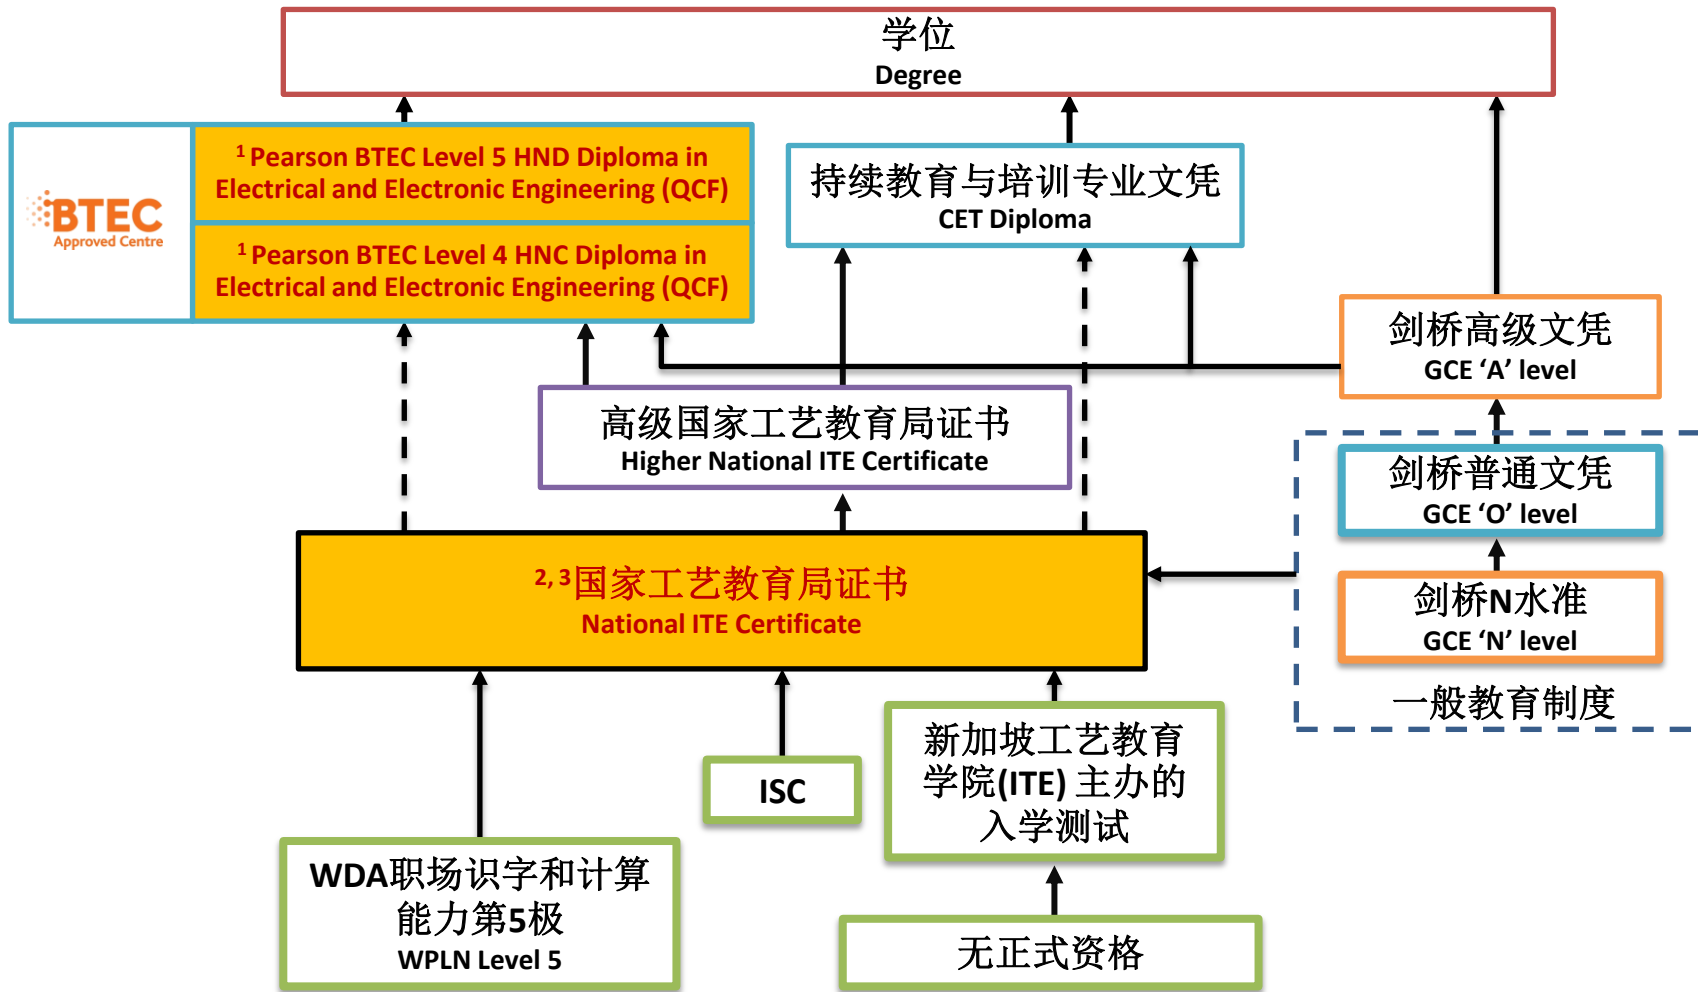 学位
Degree
BTEC
Approved Centre
1 Pearson BTEC Level 5 HND Diploma in
Electrical and Electronic Engineering (QCF)
1 Pearson BTEC Level 4 HNC Diploma in
Electrical and Electronic Engineering (QCF)
持续教育与培训专业文凭
CET Diploma
剑桥高级文凭
GCE ‘A’ level
高级国家工艺教育局证书
Higher National ITE Certificate
剑桥普通文凭
GCE ‘O’ level
2, 3国家工艺教育局证书
National ITE Certificate
剑桥N水准
GCE ‘N’ level
一般教育制度
新加坡工艺教育
学院(ITE) 主办的
入学测试
ISC
WDA职场识字和计算
能力第5极
WPLN Level 5
无正式资格